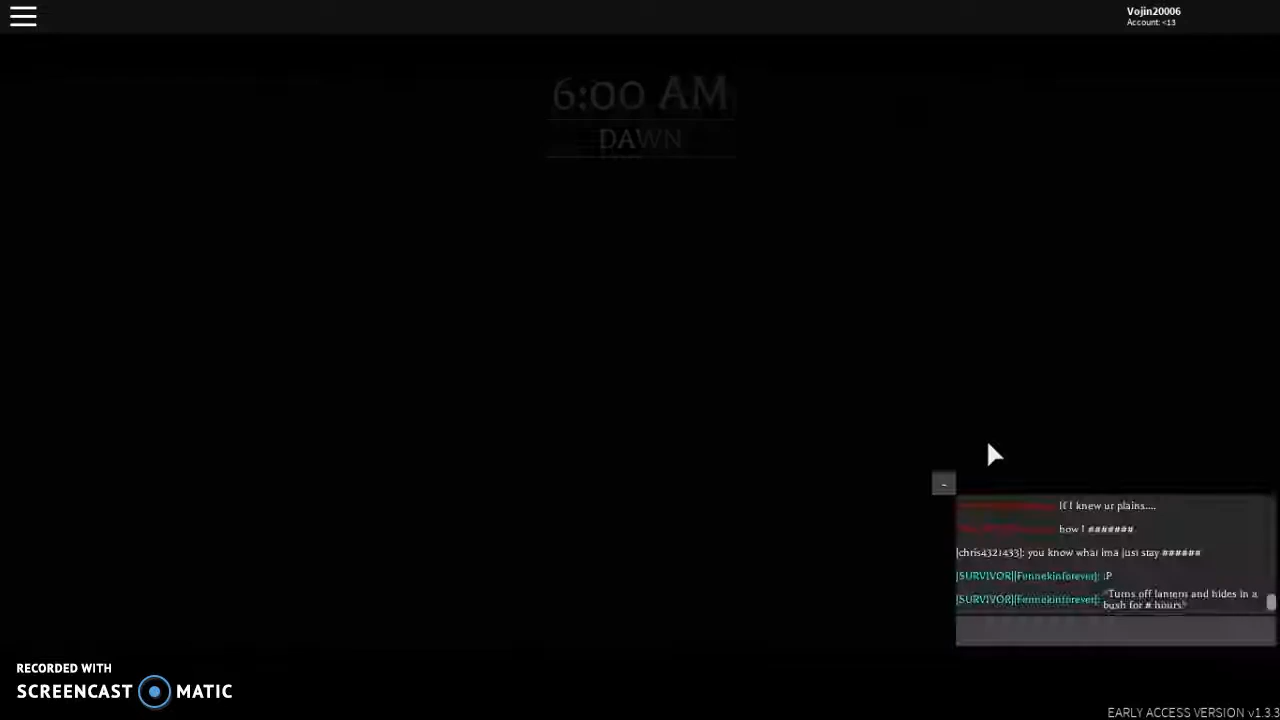 Vojin20006
Account: <13
6:00 AM
DAWN
If I knew ur plains....
how I #######
[chris4321433]: you know what ima just stay ######
[SURVIVOR][Fennekinforever]: :P
[SURVIVOR][Fennekinforever]: *Turns off lantern and hides in a
bush for # hours*
RECORDED WITH
SCREENCAST MATIC
EARLY ACCESS VERSION v1.3.3